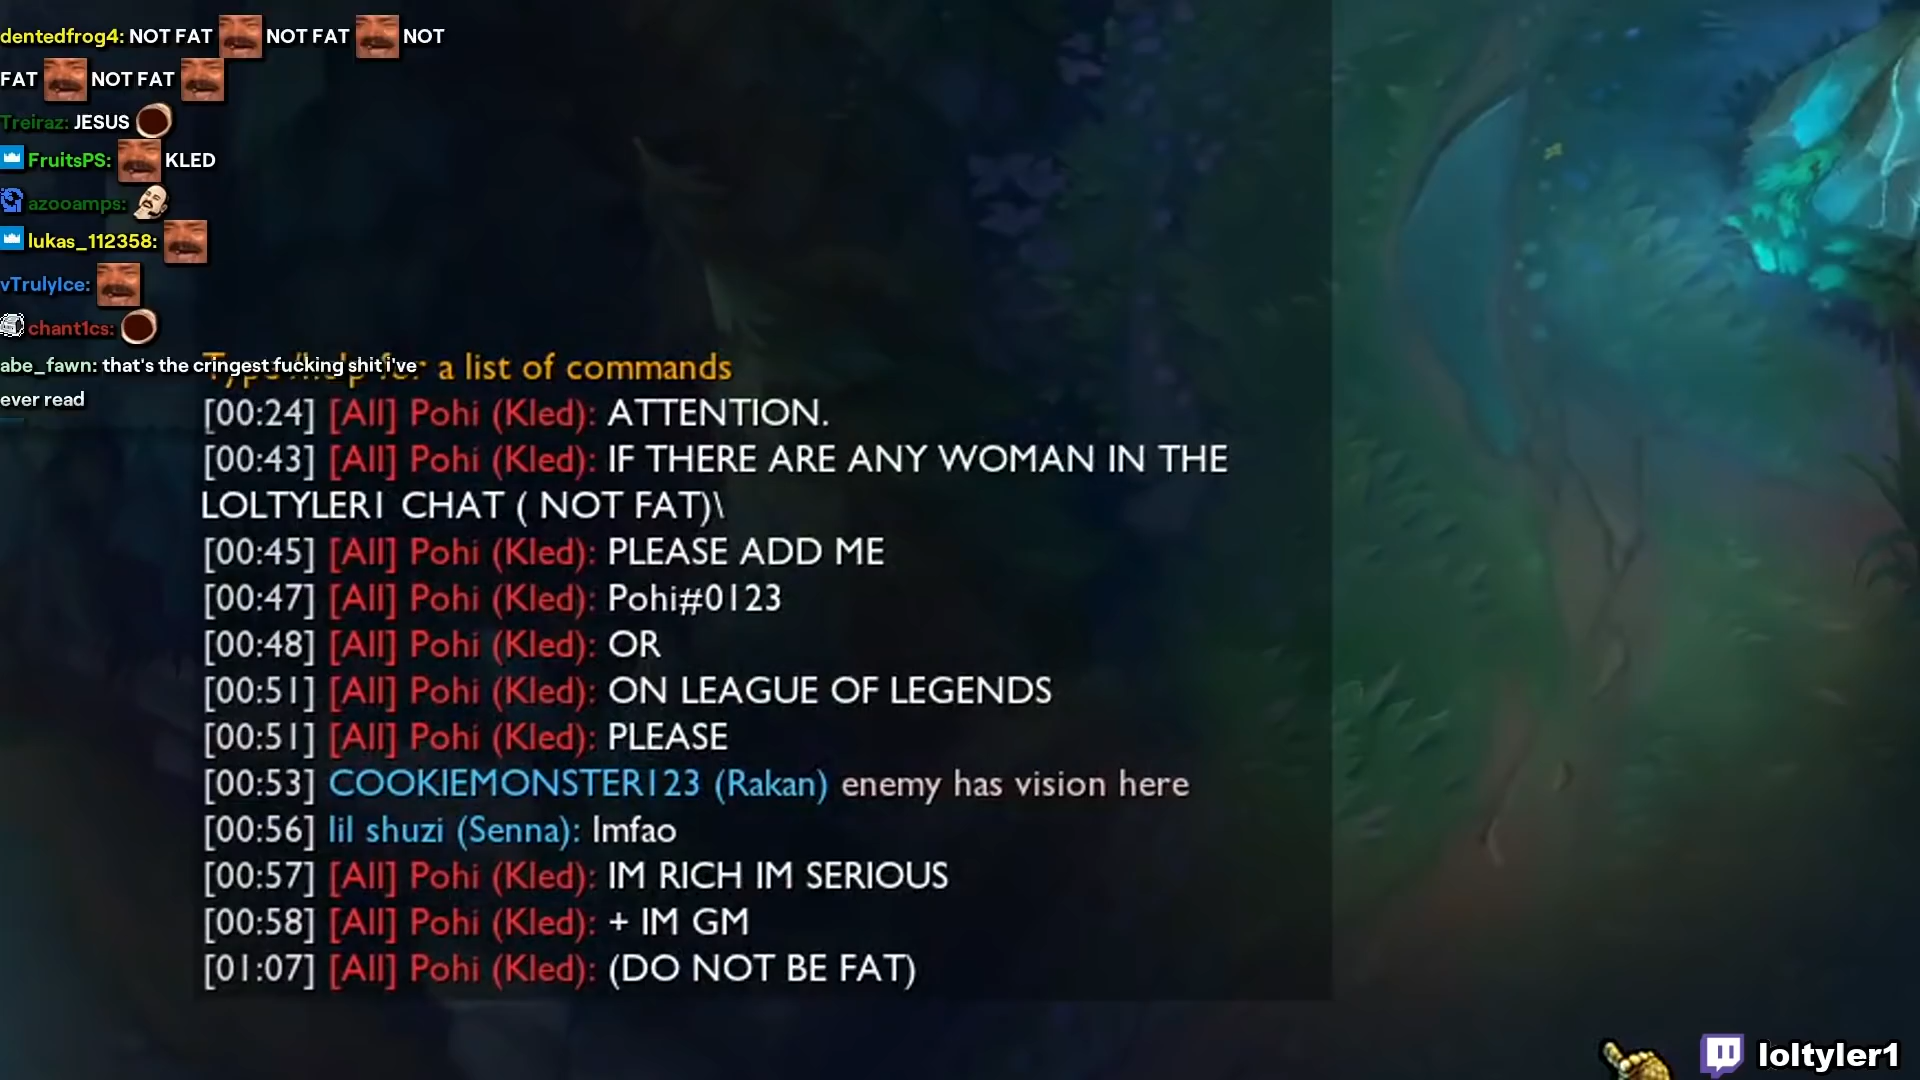 dentedfrog4: NOT FAT NOT FAT NOT
FAT NOT FAT
Treiraz: JESUS
FruitsPS: KLED
azooamps:
lukas_112358:
vTrulyIce:
chant1cs:
abe_fawn: that's the cringest fucking shit i've
ever read
Type /help for a list of commands
[00:24] [All] Pohi (Kled): ATTENTION.
[00:43] [All] Pohi (Kled): IF THERE ARE ANY WOMAN IN THE
LOLTYLER1 CHAT ( NOT FAT)\
[00:45] [All] Pohi (Kled): PLEASE ADD ME
[00:47] [All] Pohi (Kled): Pohi#0123
[00:48] [All] Pohi (Kled): OR
[00:51] [All] Pohi (Kled): ON LEAGUE OF LEGENDS
[00:51] [All] Pohi (Kled): PLEASE
[00:53] COOKIEMONSTER123 (Rakan) enemy has vision here
[00:56] lil shuzi (Senna): lmfao
[00:57] [All] Pohi (Kled): IM RICH IM SERIOUS
[00:58] [All] Pohi (Kled): + IM GM
[01:07] [All] Pohi (Kled): (DO NOT BE FAT)
loltyler1